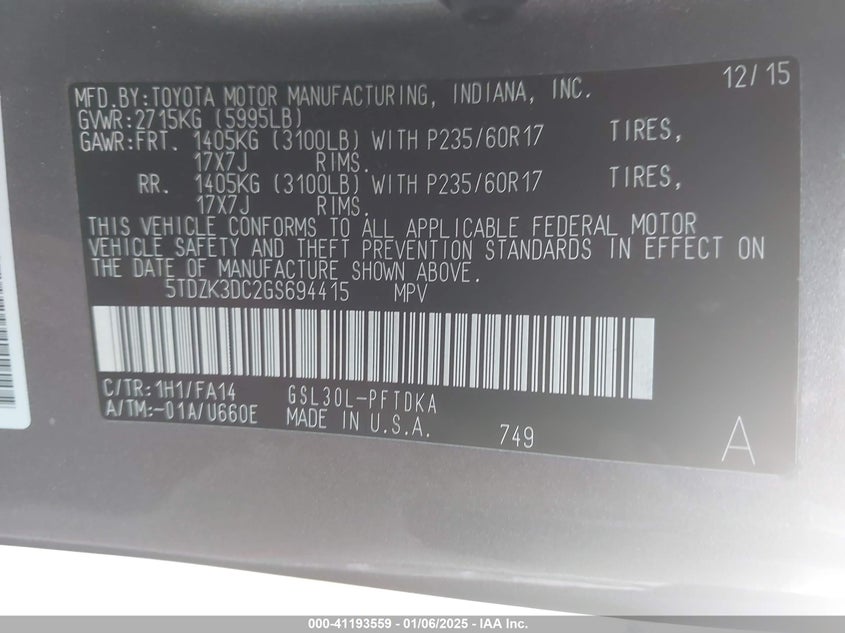 12/15
MFD.BY:TOYOTA MOTOR MANUFACTURING, INDIANA, INC.
GVWR:2715KG (5995LB)
GAWR:FRT. 1405KG (3100LB) WITH P235/60R17 TIRES,
17X7J RIMS.
RR. 1405KG (3100LB) WITH P235/60R17 TIRES,
17X7J RIMS.
THIS VEHICLE CONFORMS TO ALL APPLICABLE FEDERAL MOTOR
VEHICLE SAFETY AND THEFT PREVENTION STANDARDS IN EFFECT ON
THE DATE OF MANUFACTURE SHOWN ABOVE.
5TDZK3DC2GS694415 MPV
C/TR:1H1/FA14 GSL30L-PFTDKA
A/TM:-01A/U660E MADE IN U.S.A. 749
A
000-41193559 - 01/06/2025 - IAA Inc.